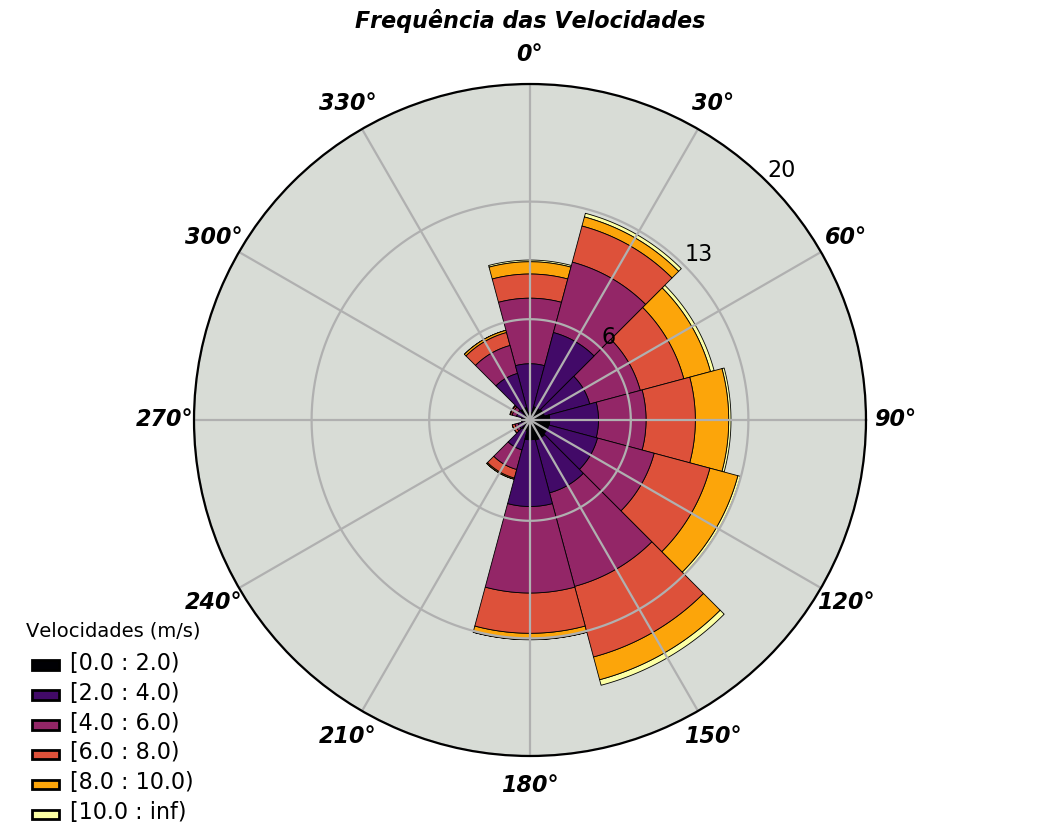 Frequência das Velocidades
0°
330°
30°
20
300°
60°
13
6
270°
90°
240°
120°
210°
150°
180°
Velocidades (m/s)
[0.0 : 2.0)
[2.0 : 4.0)
[4.0 : 6.0)
[6.0 : 8.0)
[8.0 : 10.0)
[10.0 : inf)